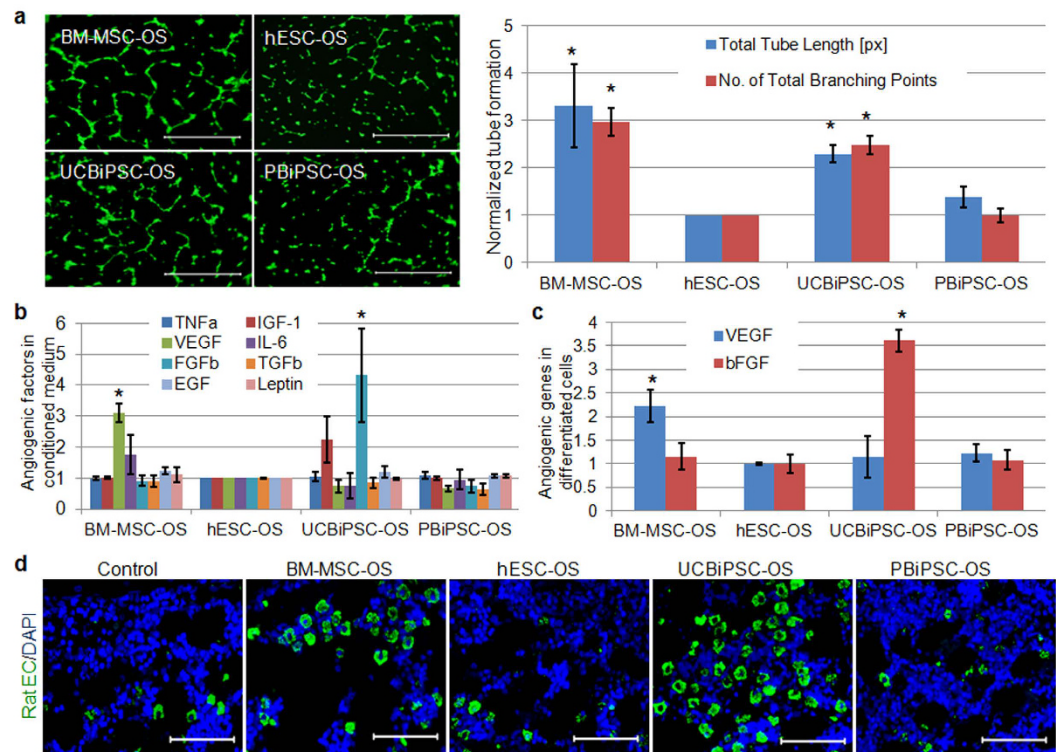 a
BM-MSC-OS
hESC-OS
UCBiPSC-OS
PBiPSC-OS
Normalized tube formation
5
4
3
2
1
0
Total Tube Length [px]
No. of Total Branching Points
*
*
*
*
BM-MSC-OS
hESC-OS
UCBiPSC-OS
PBiPSC-OS
b
Angiogenic factors in
conditioned medium
6
5
4
3
2
1
0
TNFa
IGF-1
VEGF
IL-6
FGFb
TGFb
EGF
Leptin
*
*
BM-MSC-OS
hESC-OS
UCBiPSC-OS
PBiPSC-OS
c
Angiogenic genes in
differentiated cells
4
3.5
3
2.5
2
1.5
1
0.5
0
VEGF
bFGF
*
*
BM-MSC-OS
hESC-OS
UCBiPSC-OS
PBiPSC-OS
d
Control
BM-MSC-OS
hESC-OS
UCBiPSC-OS
PBiPSC-OS
Rat EC/DAPI